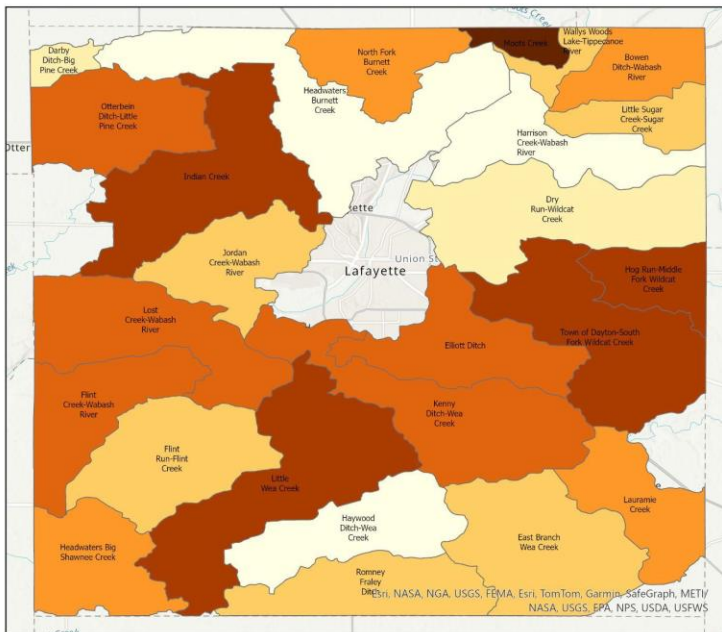 Darby
Ditch-Big
Pine Creek
North Fork
Burnett
Creek
Moots Creek
Wallys Woods
Lake-Tippecanoe
River
Bowen
Ditch-Wabash
River
Otterbein
Ditch-Little
Pine Creek
Headwaters
Burnett
Creek
Little Sugar
Creek-Sugar
Creek
Harrison
Creek-Wabash
River
Otter
Indian Creek
Dry
Run-Wildcat
Creek
ette
Jordan
Creek-Wabash
River
Union St
Lafayette
Hog Run-Middle
Fork Wildcat
Creek
Lost
Creek-Wabash
River
Town of Dayton-South
Fork Wildcat Creek
Elliott Ditch
Flint
Creek-Wabash
River
Kenny
Ditch-Wea
Creek
Flint
Run-Flint
Creek
Little
Wea Creek
Lauramie
Creek
Haywood
Ditch-Wea
Creek
East Branch
Wea Creek
Headwaters Big
Shawnee Creek
Romney
Fraley
Ditch
Esri, NASA, NGA, USGS, FEMA, Esri, TomTom, Garmin, SafeGraph, METI/
NASA, USGS, EPA, NPS, USDA, USFWS